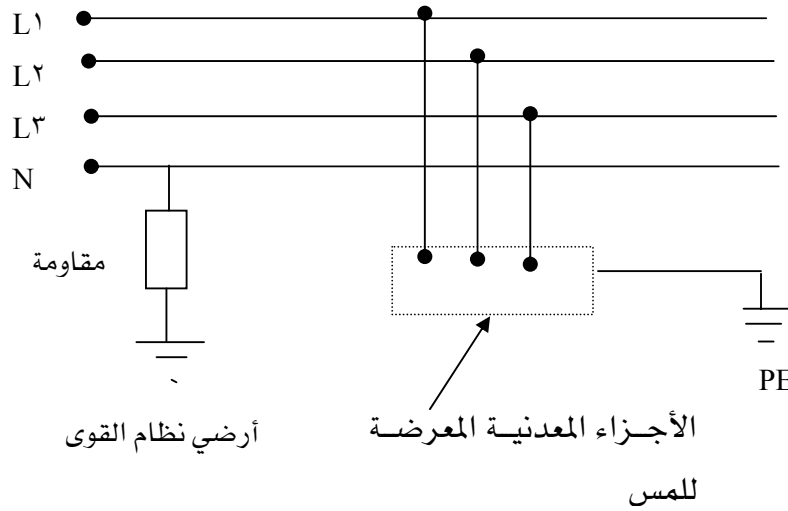 L١
L٢
L٣
N
مقاومة
PE
أرضي نظام القوى
الأجـزاء المعدنيـة المعرضـة
للمس